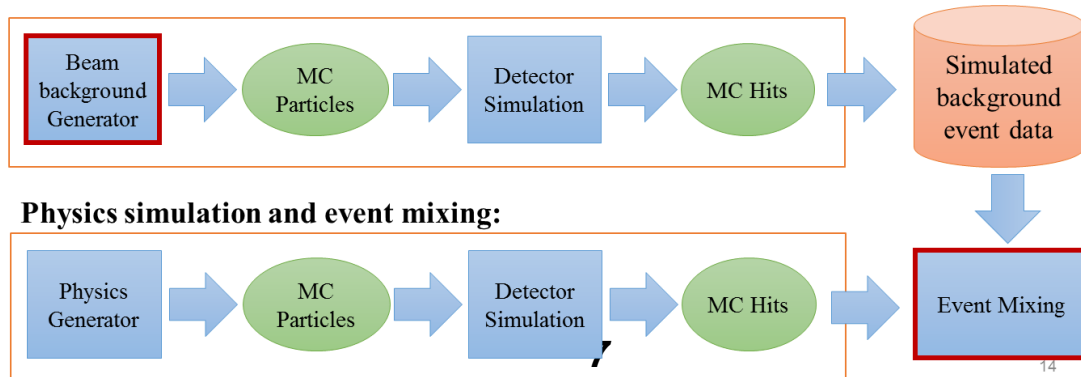 Beam
background
Generator
MC
Particles
Detector
Simulation
MC Hits
Simulated
background
event data
Physics simulation and event mixing:
Physics
Generator
MC
Particles
Detector
Simulation
MC Hits
Event Mixing
7
14